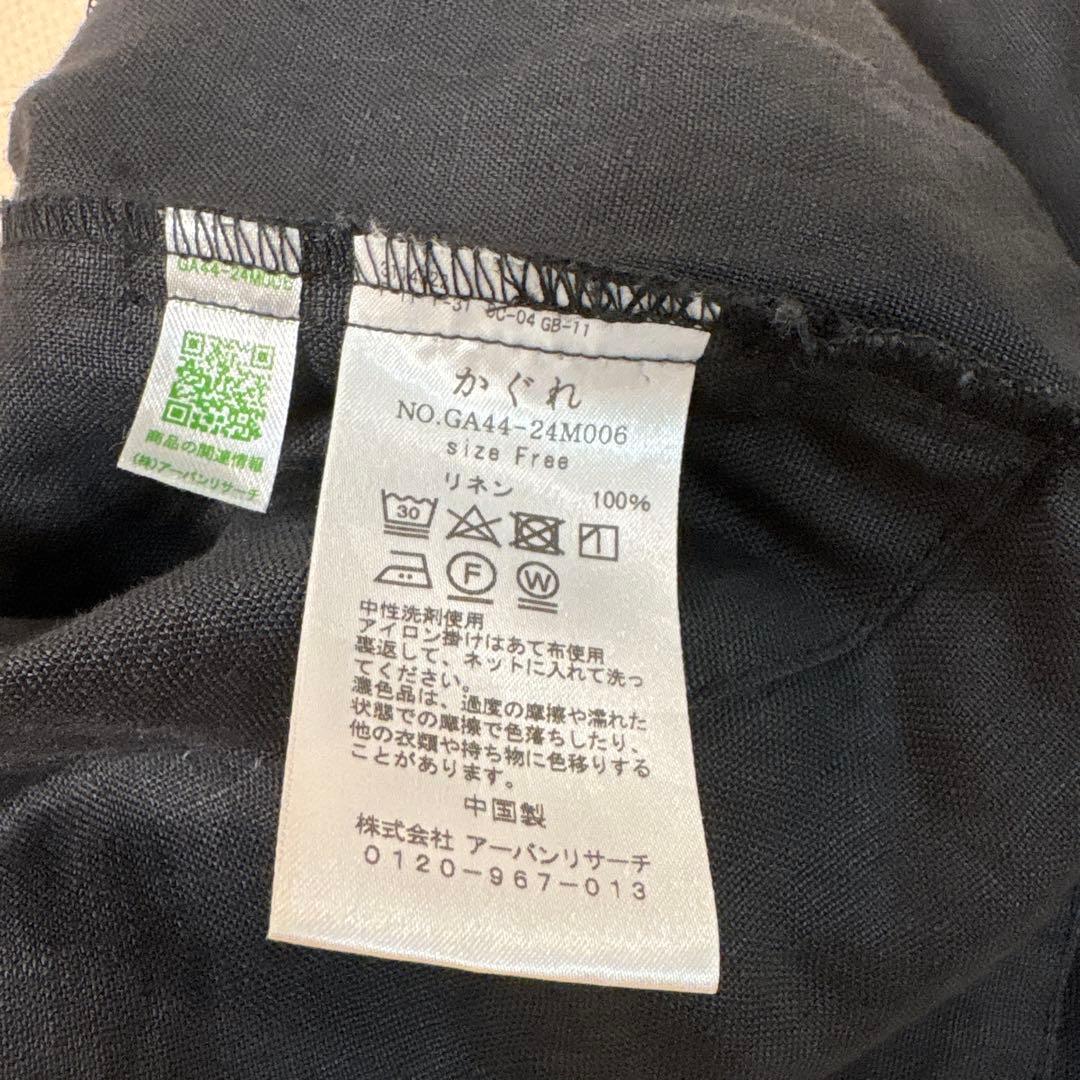 GA44-24M006
商品の関連情報
(株)アーバンリサーチ
-31 GC-04 GB-11
かぐれ
NO.GA44-24M006
size Free
リネン 100%
30
F W
中性洗剤使用
アイロン掛けはあて布使用
裏返して、ネットに入れて洗っ
てください。
濃色品は、過度の摩擦や濡れた
状態での摩擦で色落ちしたり、
他の衣類や持ち物に色移りする
ことがあります。
中国製
株式会社 アーバンリサーチ
0120-967-013